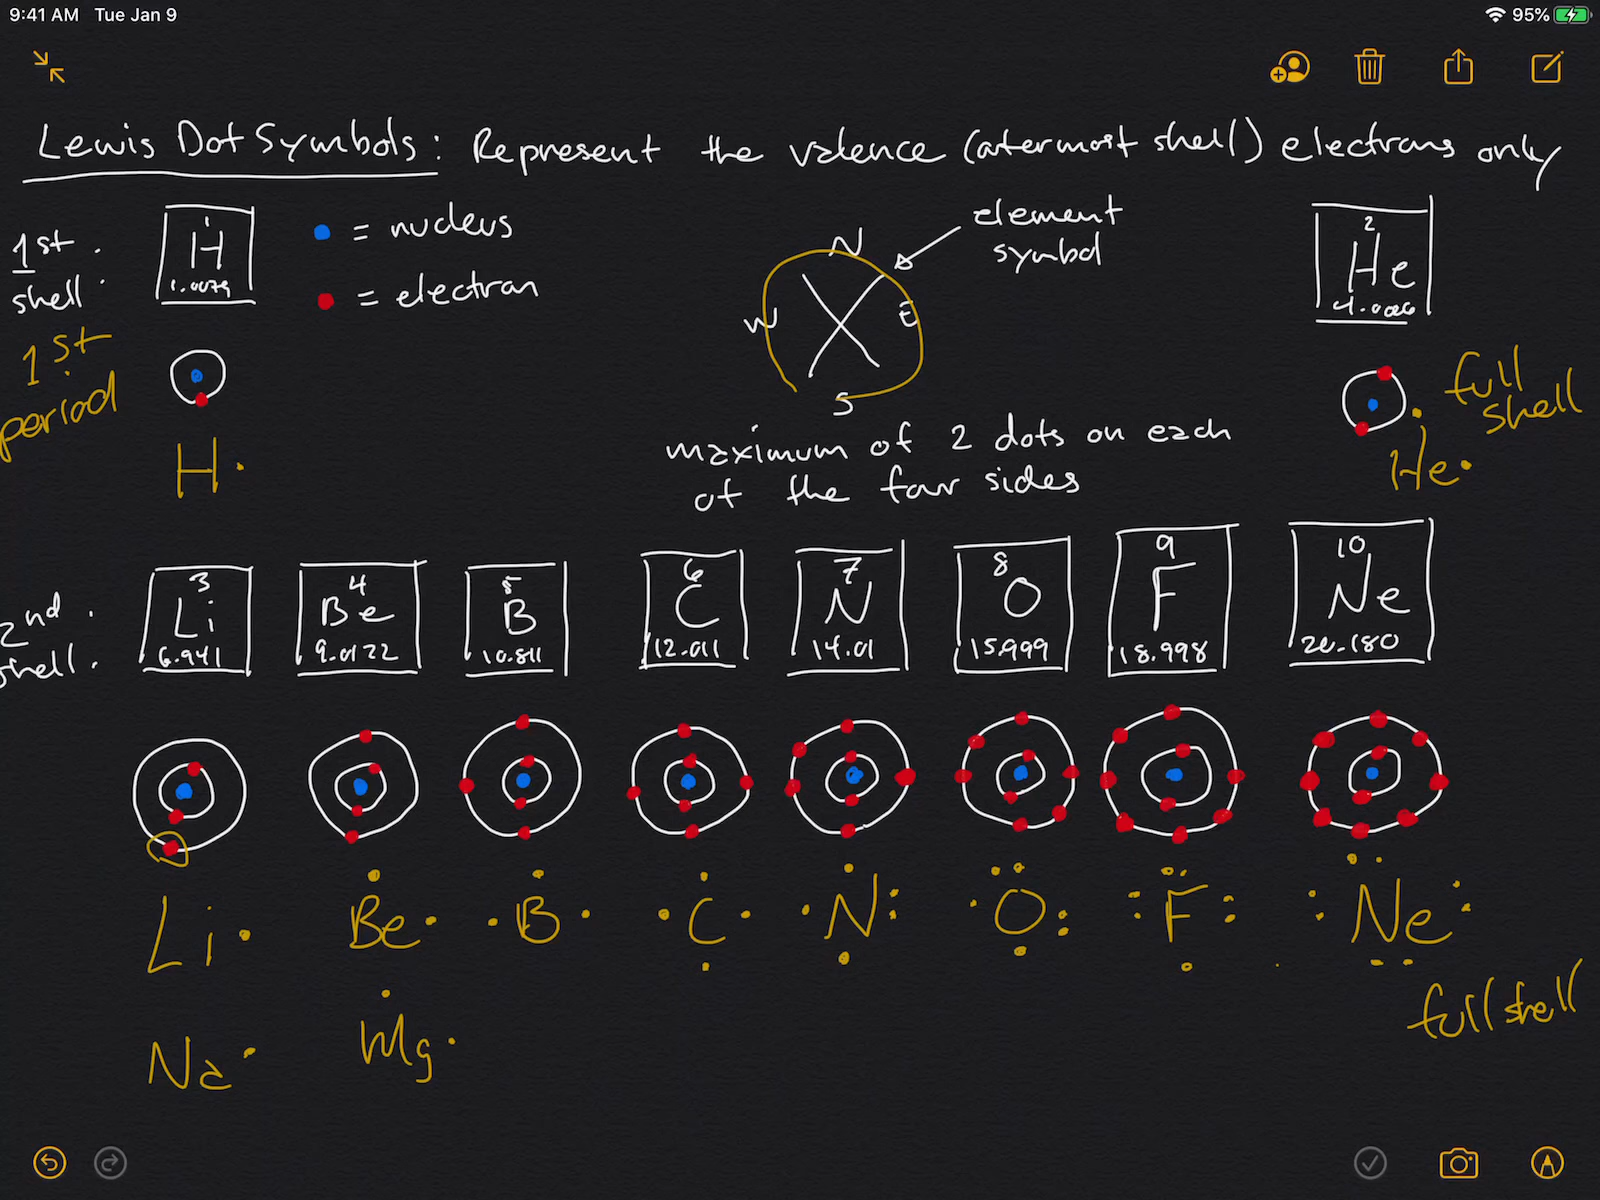 9:41 AM Tue Jan 9
95%
Lewis Dot Symbols: Represent the valence (outermost shell) electrons only
1st shell:
1st period
1
H
1.0079
= nucleus
= electron
N
W
E
S
element
symbol
2
He
4.006
full
shell
H
He
maximum of 2 dots on each
of the four sides
2nd
shell.
3
Li
6.941
4
Be
9.0122
5
B
10.811
6
C
12.011
7
N
14.01
8
O
15.999
9
F
18.998
10
Ne
20.180
Li
Be
B
C
N
O
F
Ne
full shell
Na
Mg